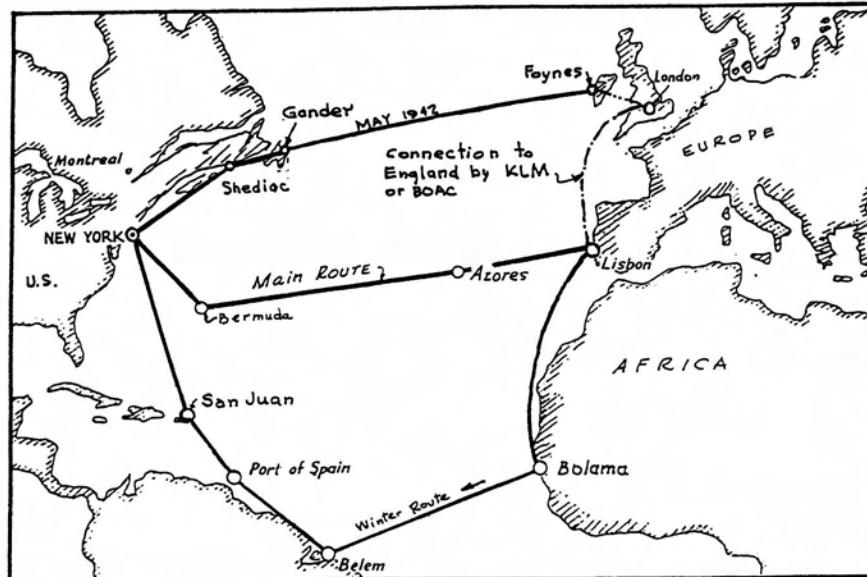 Foynes
London
MAY 1942
Gander
EUROPE
Montreal
Shediac
Connection to
England by KLM
or BOAC
NEW YORK
MAIN ROUTE
Azores
Lisbon
U.S.
Bermuda
AFRICA
San Juan
Port of Spain
Bolama
Winter Route
Belem